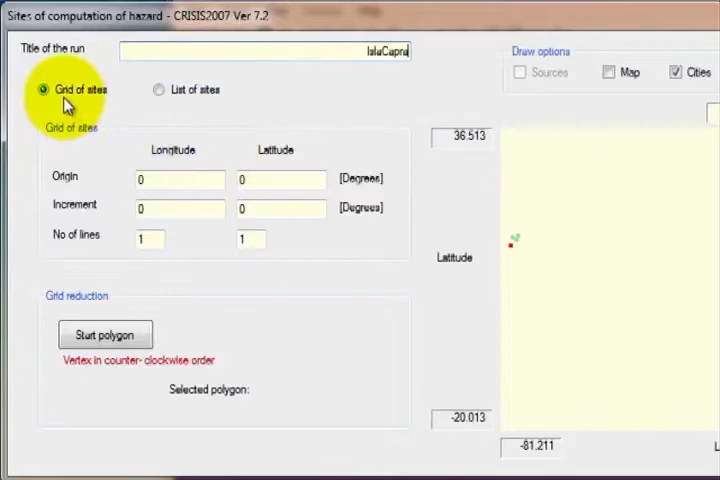 Sites of computation of hazard - CRISIS2007 Ver 7.2
Title of the run
IslaCapra
Draw options
Sources
Map
Cities
Grid of sites
List of sites
Grid of sites
Longitude
Latitude
Origin
0
0
[Degrees]
Increment
0
0
[Degrees]
No of lines
1
1
36.513
Latitude
-20.013
-81.211
Grid reduction
Start polygon
Vertex in counter- clockwise order
Selected polygon: